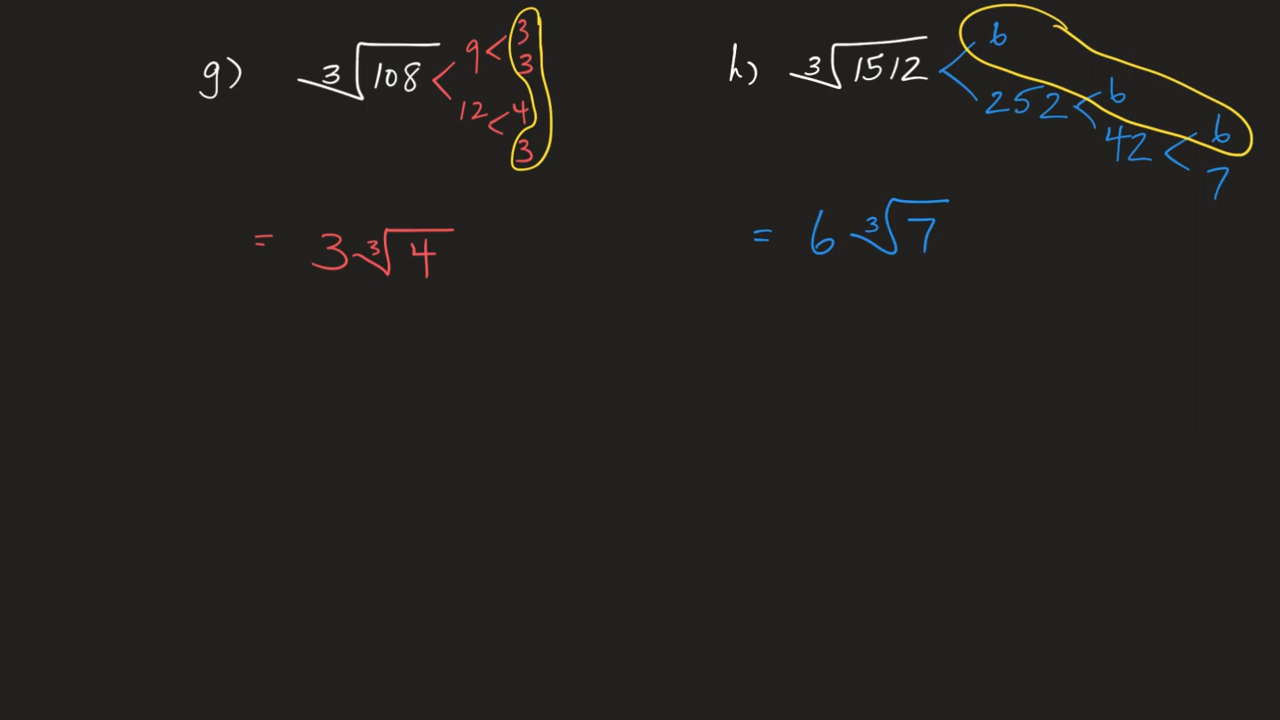 g) ∛108 < 9 < 3 3
12 < 4 3
= 3∛4
h) ∛1512 < 6
252 < 6
42 < 6
7
= 6∛7